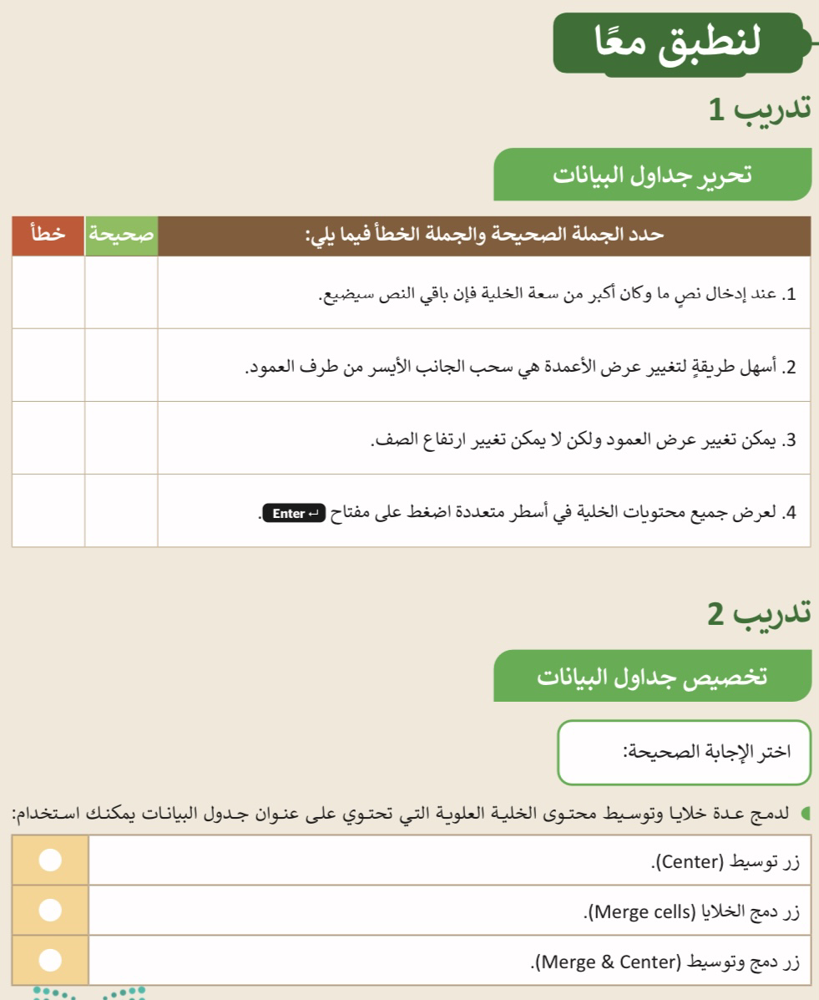 لنطبق معًا
تدريب 1
تحرير جداول البيانات
حدد الجملة الصحيحة والجملة الخطأ فيما يلي: صحيحة خطأ
1. عند إدخال نصٍ ما وكان أكبر من سعة الخلية فإن باقي النص سيضيع.
2. أسهل طريقةٍ لتغيير عرض الأعمدة هي سحب الجانب الأيسر من طرف العمود.
3. يمكن تغيير عرض العمود ولكن لا يمكن تغيير ارتفاع الصف.
4. لعرض جميع محتويات الخلية في أسطر متعددة اضغط على مفتاح Enter ↵.
تدريب 2
تخصيص جداول البيانات
اختر الإجابة الصحيحة:
لدمج عدة خلايا وتوسيط محتوى الخلية العلوية التي تحتوي على عنوان جدول البيانات يمكنك استخدام:
زر توسيط (Center).
زر دمج الخلايا (Merge cells).
زر دمج وتوسيط (Merge & Center).